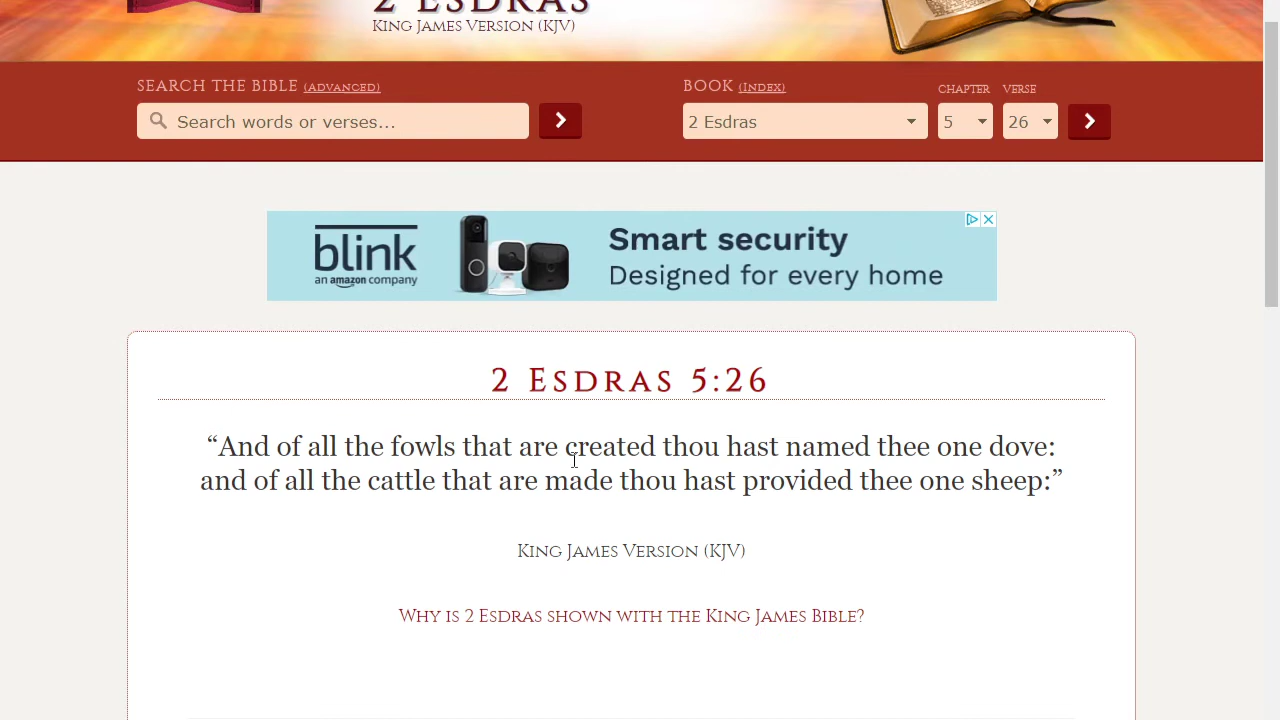 2 Esdras
King James Version (KJV)
Search the Bible (Advanced)
Search words or verses...
Book (Index)
2 Esdras
Chapter
5
Verse
26
blink
an amazon company
Smart security
Designed for every home
2 Esdras 5:26
“And of all the fowls that are created thou hast named thee one dove:
and of all the cattle that are made thou hast provided thee one sheep:”
King James Version (KJV)
Why is 2 Esdras shown with the King James Bible?